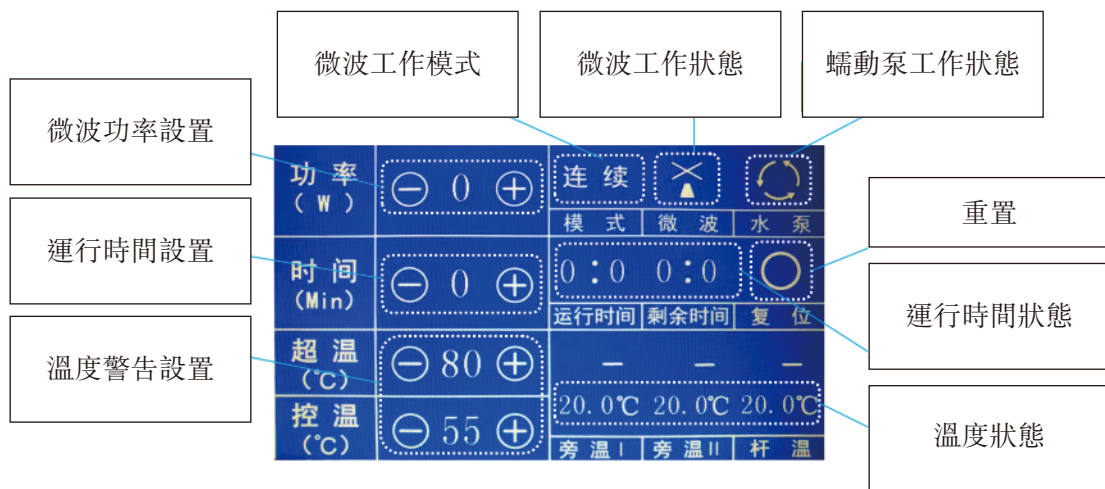 微波工作模式
微波工作狀態
蠕動泵工作狀態
微波功率設置
運行時間設置
溫度警告設置
重置
運行時間狀態
溫度狀態
功率
(W)
0
连续
模式
微波
水泵
时间
(Min)
0
0:0
0:0
运行时间
剩余时间
复位
超温
(℃)
80
控温
(℃)
55
20.0℃
20.0℃
20.0℃
旁温I
旁温II
杆温